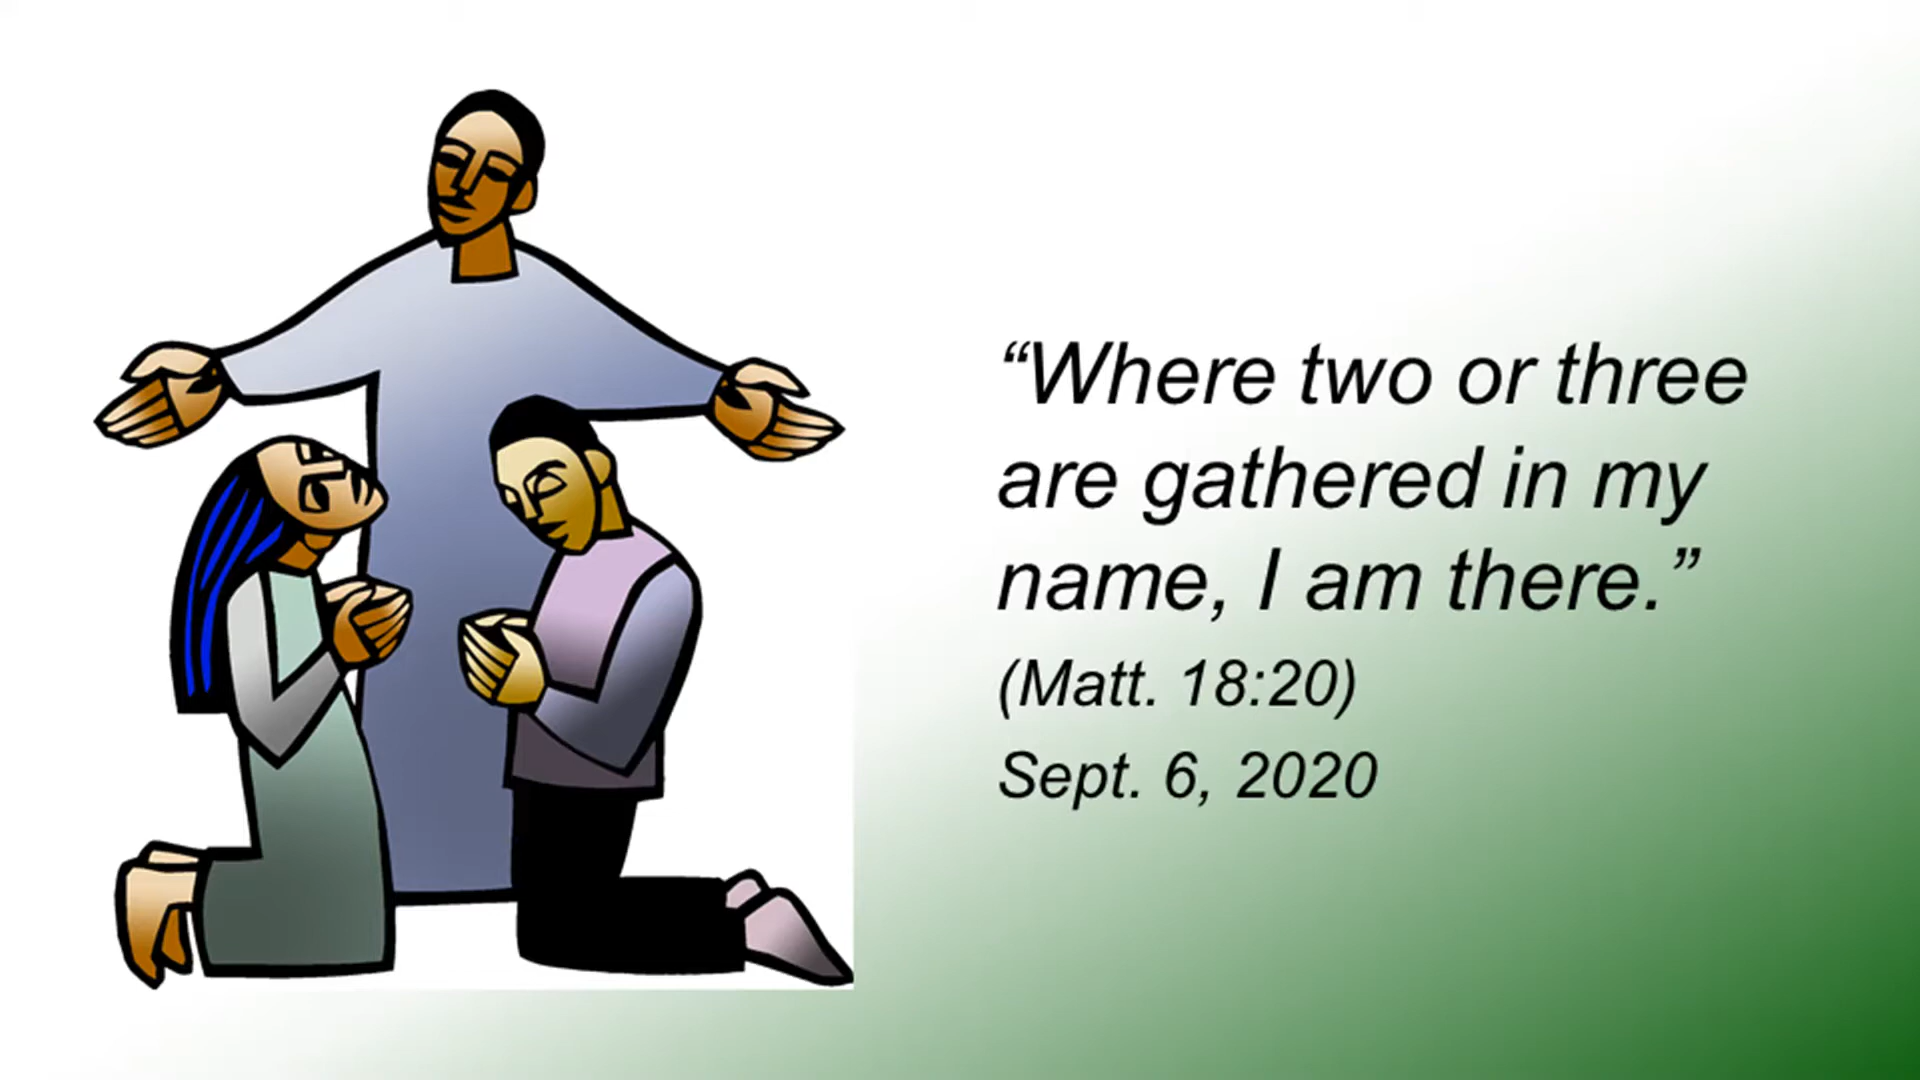 “Where two or three
are gathered in my
name, I am there.”
(Matt. 18:20)
Sept. 6, 2020